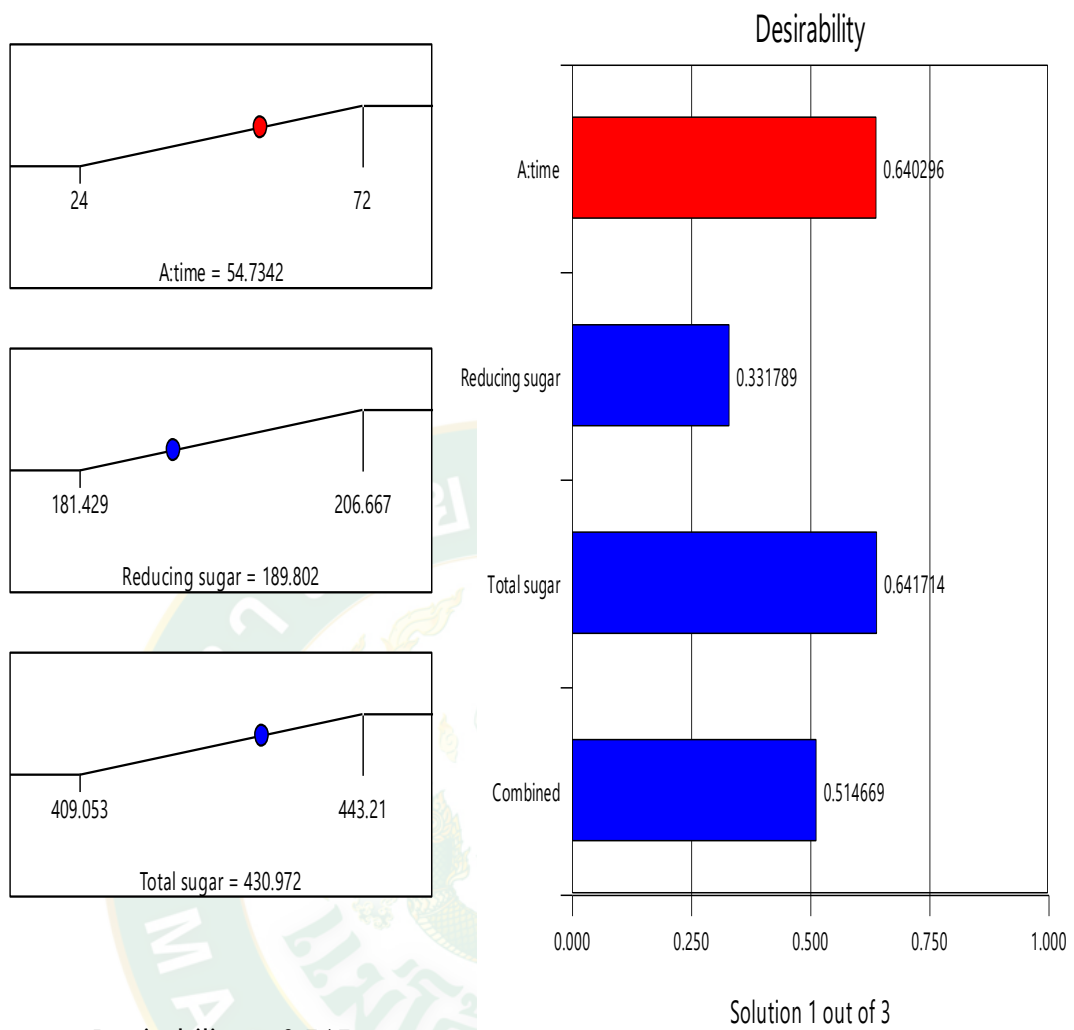 24
72
A:time = 54.7342
181.429
206.667
Reducing sugar = 189.802
409.053
443.21
Total sugar = 430.972
Desirability
A:time
0.640296
Reducing sugar
0.331789
Total sugar
0.641714
Combined
0.514669
0.000 0.250 0.500 0.750 1.000
Solution 1 out of 3
M A